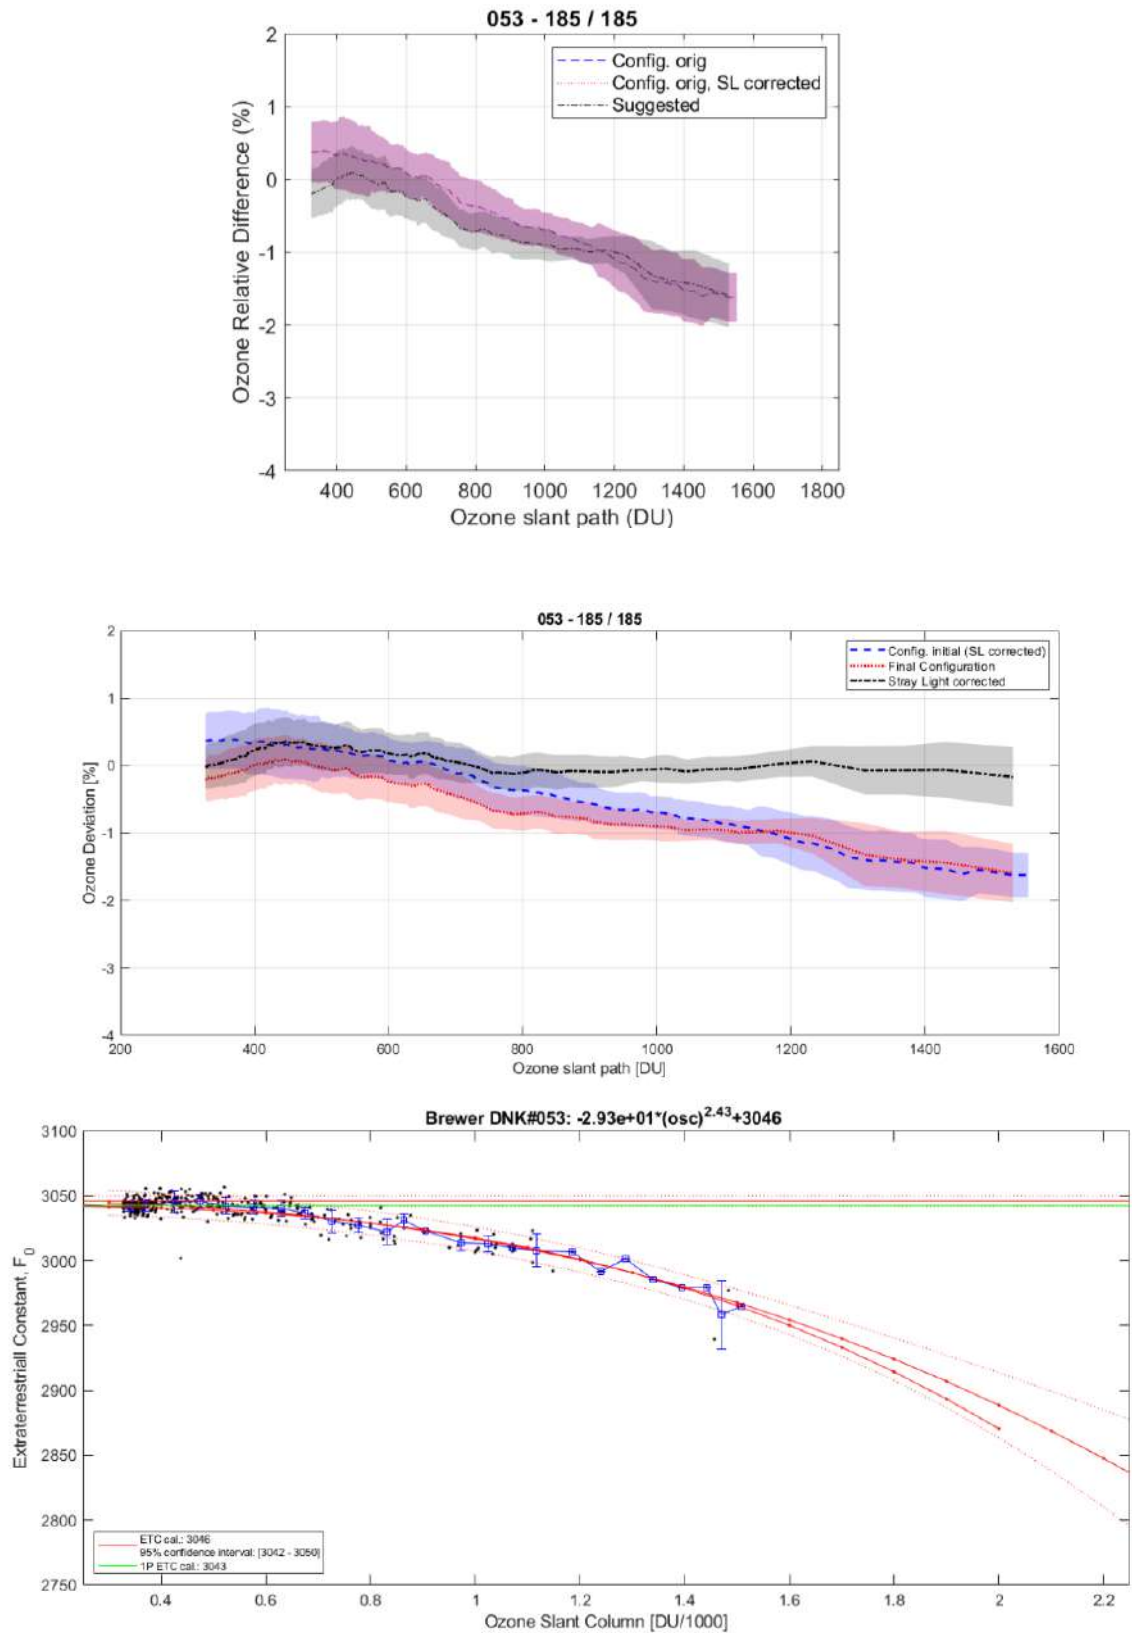 053 - 185 / 185
2
1
0
-1
-2
-3
-4
Ozone Relative Difference (%)
Config. orig
Config. orig, SL corrected
Suggested
400 600 800 1000 1200 1400 1600 1800
Ozone slant path (DU)
053 - 185 / 185
2
1
0
-1
-2
-3
-4
Ozone Deviation [%]
Config. initial (SL corrected)
Final Configuration
Stray Light corrected
200 400 600 800 1000 1200 1400 1600
Ozone slant path [DU]
Brewer DNK#053: -2.93e+01*(osc)^2.43+3046
3100
3050
3000
2950
2900
2850
2800
2750
Extraterrestriall Constant, F0
ETC cal.: 3046
95% confidence interval: [3042 - 3050]
1P ETC cal.: 3043
0.4 0.6 0.8 1 1.2 1.4 1.6 1.8 2 2.2
Ozone Slant Column [DU/1000]